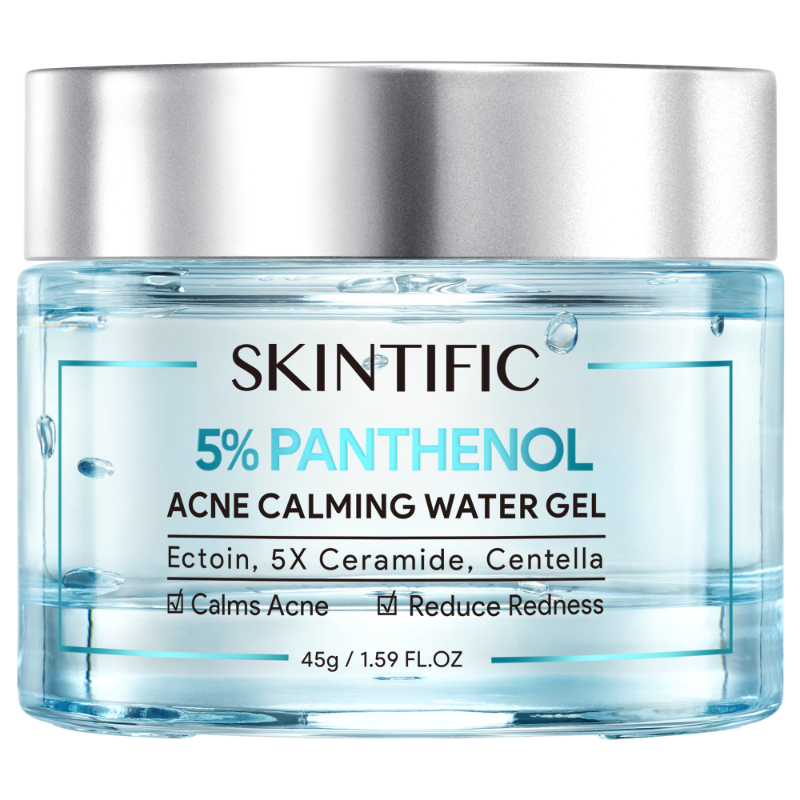 SKINTIFIC
5% PANTHENOL
ACNE CALMING WATER GEL
Ectoin, 5X Ceramide, Centella
☑ Calms Acne ☑ Reduce Redness
45g / 1.59 FL.OZ